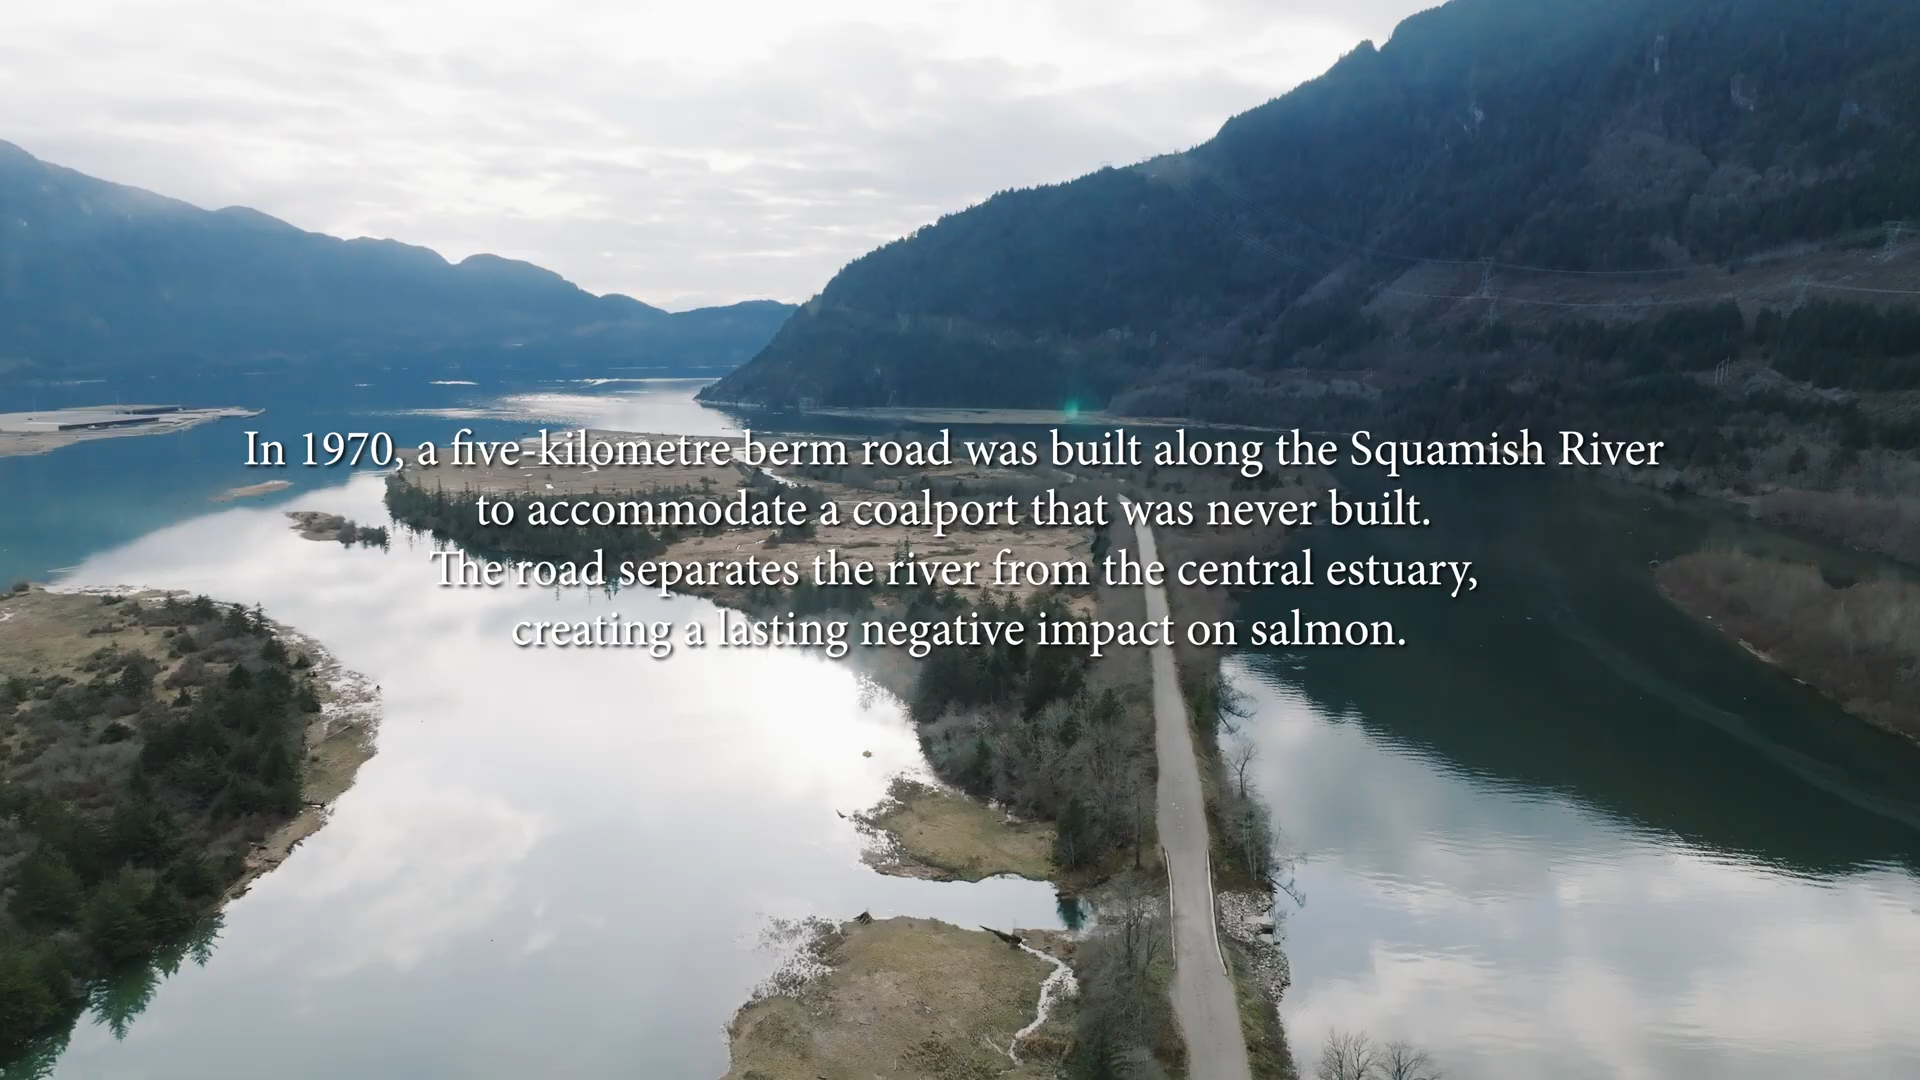 In 1970, a five-kilometre berm road was built along the Squamish River
to accommodate a coalport that was never built.
The road separates the river from the central estuary,
creating a lasting negative impact on salmon.